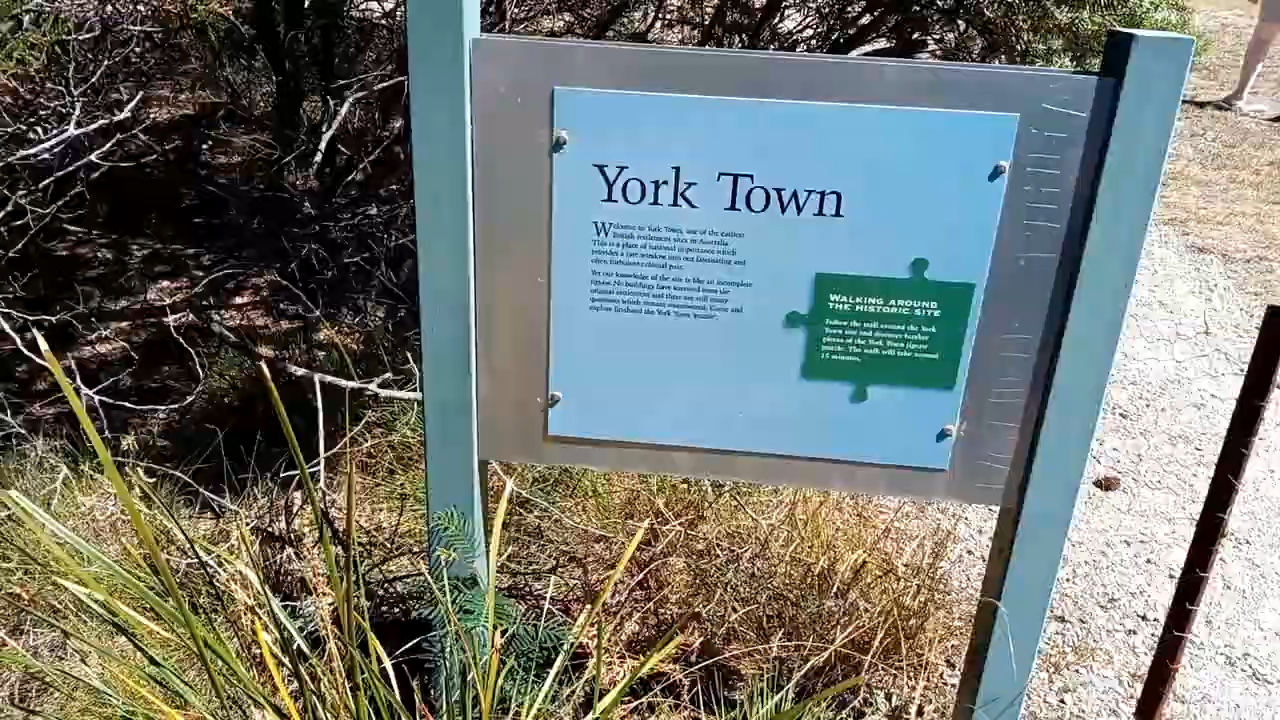 York Town
Welcome to York Town, one of the earliest
British settlement sites in Australia.
This is a place of national importance which
provides a rare window into our fascinating and
often turbulent colonial past.
Yet our knowledge of the site is like an incomplete
jigsaw. No buildings have survived from the
original settlement and there are still many
questions which remain unanswered. Come and
explore firsthand the York Town 'puzzle'.
WALKING AROUND
THE HISTORIC SITE
Follow the trail around the York
Town site and discover further
pieces of the York Town jigsaw
puzzle. The walk will take around
15 minutes.